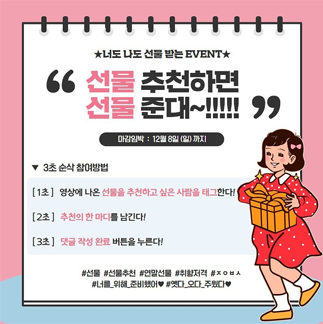 ★너도 나도 선물 받는 EVENT★
“ 선물 추천하면
선물 준대~!!!!! ”
마감임박 : 12월 8일 (일) 까지
▼ 3초 순삭 참여방법
[1초] 영상에 나온 선물을 추천하고 싶은 사람을 태그한다!
[2초] 추천의 한 마디를 남긴다!
[3초] 댓글 작성 완료 버튼을 누른다!
#선물 #선물추천 #연말선물 #취향저격 #ㅈㅇㅂㅅ
#너를_위해_준비했어♥ #옛다_오다_주웠다♥